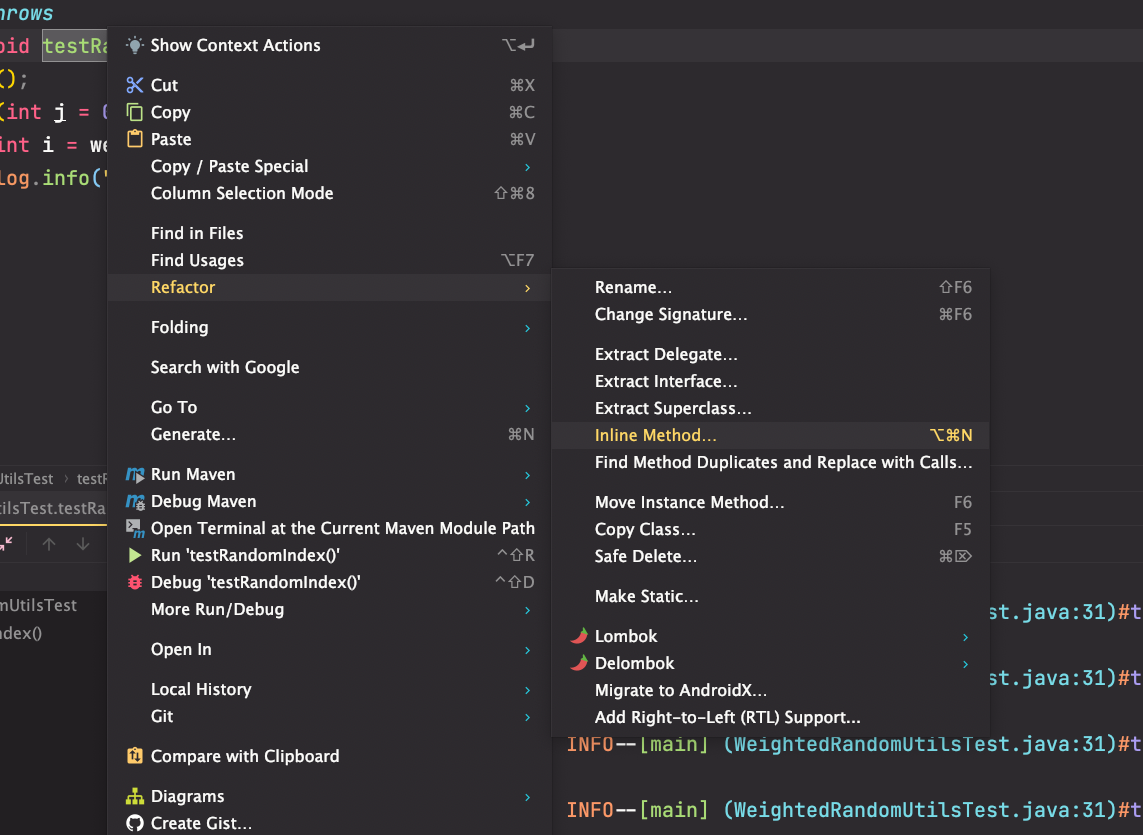 hrows
oid testRa
();
(int j = 0
int i = we
log.info("
Show Context Actions ⌥↩
Cut ⌘X
Copy ⌘C
Paste ⌘V
Copy / Paste Special ›
Column Selection Mode ⇧⌘8
Find in Files
Find Usages ⌥F7
Refactor ›
Folding ›
Search with Google
Go To ›
Generate... ⌘N
Run Maven ›
Debug Maven ›
Open Terminal at the Current Maven Module Path
Run 'testRandomIndex()' ^⇧R
Debug 'testRandomIndex()' ^⇧D
More Run/Debug ›
Open In ›
Local History ›
Git ›
Compare with Clipboard
Diagrams ›
Create Gist...
Rename... ⇧F6
Change Signature... ⌘F6
Extract Delegate...
Extract Interface...
Extract Superclass...
Inline Method... ⌥⌘N
Find Method Duplicates and Replace with Calls...
Move Instance Method... F6
Copy Class... F5
Safe Delete... ⌘⌦
Make Static...
Lombok ›
Delombok ›
Migrate to AndroidX...
Add Right-to-Left (RTL) Support...
UtilsTest › testR
tilsTest.testRa
mUtilsTest
ndex()
st.java:31)#t
st.java:31)#t
INFO--[main] (WeightedRandomUtilsTest.java:31)#t
INFO--[main] (WeightedRandomUtilsTest.java:31)#t